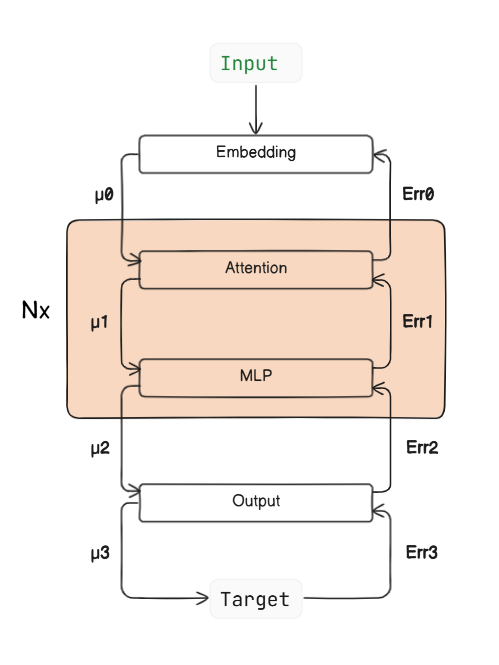 Input
Embedding
μ0
Err0
Attention
Nx
μ1
Err1
MLP
μ2
Err2
Output
μ3
Err3
Target